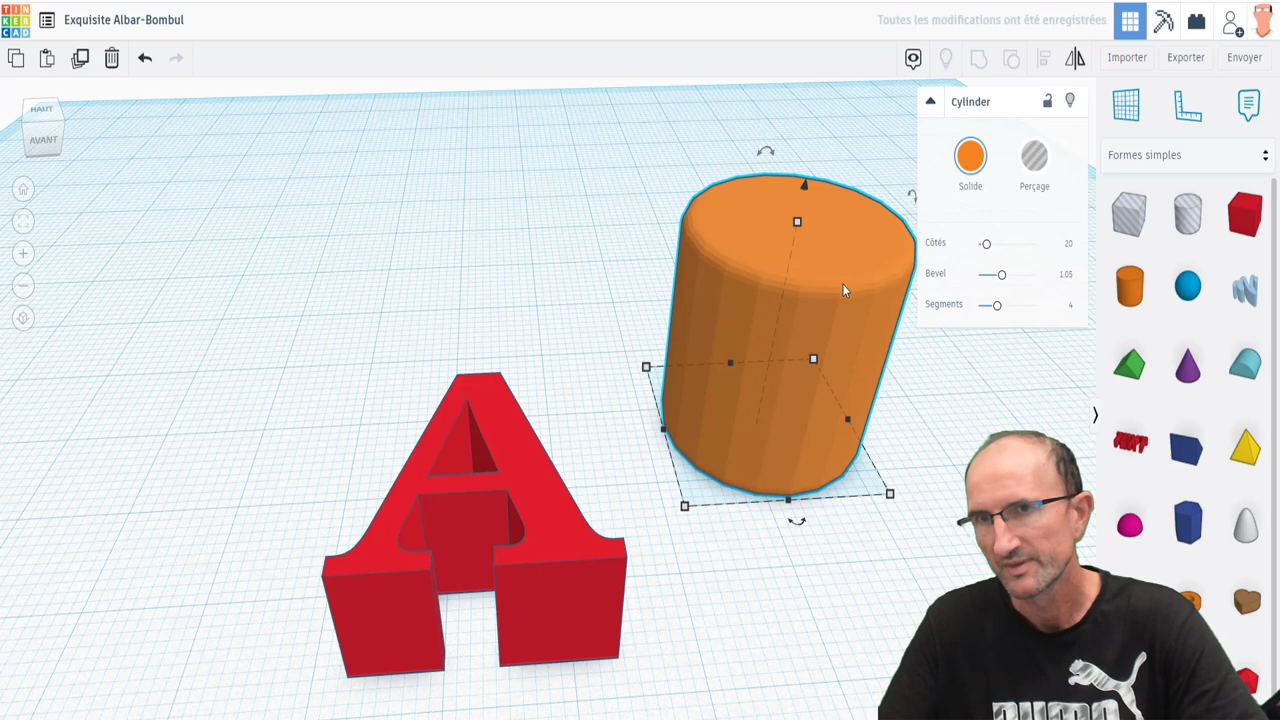 TIN
KER
CAD
Exquisite Albar-Bombul
Toutes les modifications ont été enregistrées
Importer
Exporter
Envoyer
HAUT
AVANT
Cylinder
Solide
Perçage
Côtés
20
Bevel
1.05
Segments
4
Formes simples
TEXT
A
PUMA